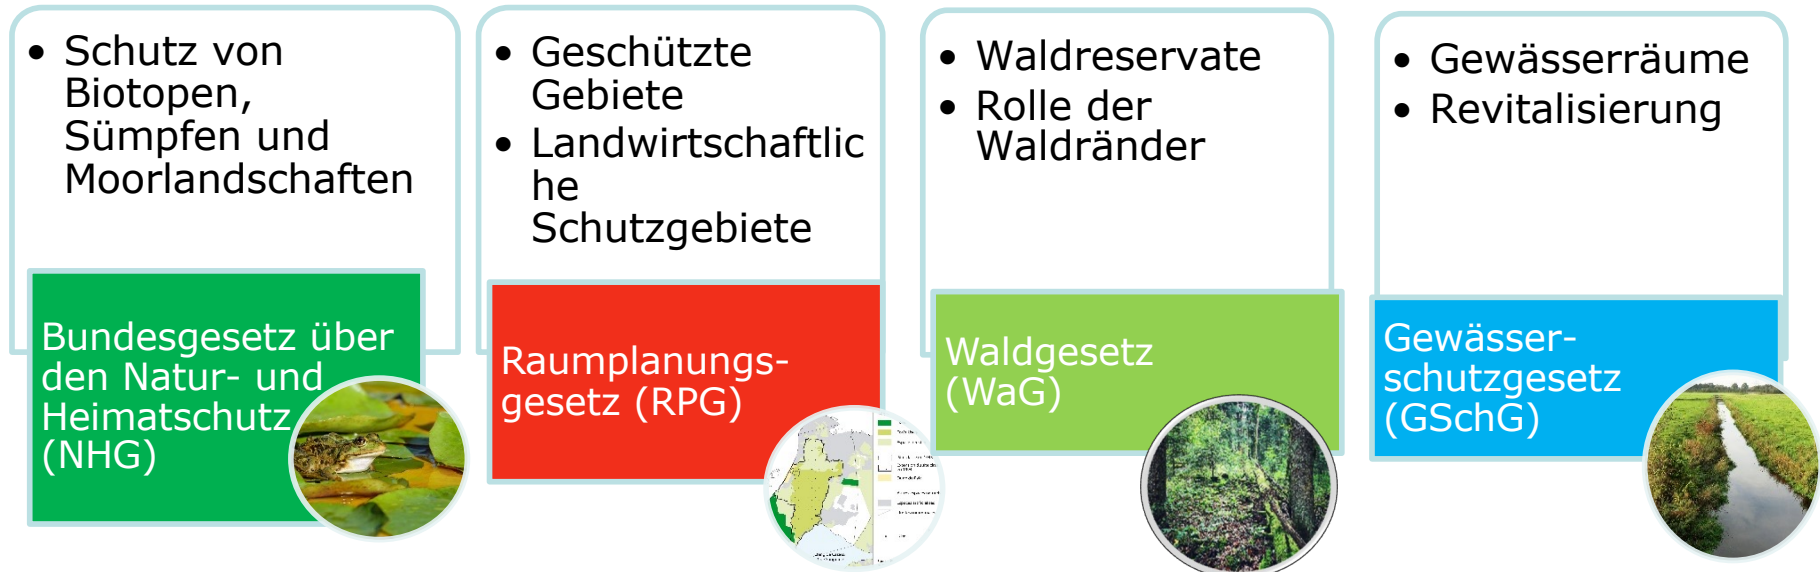 • Schutz von
Biotopen,
Sümpfen und
Moorlandschaften
Bundesgesetz über
den Natur- und
Heimatschutz
(NHG)
• Geschützte
Gebiete
• Landwirtschaftlic
he
Schutzgebiete
Raumplanungs-
gesetz (RPG)
• Waldreservate
• Rolle der
Waldränder
Waldgesetz
(WaG)
• Gewässerräume
• Revitalisierung
Gewässer-
schutzgesetz
(GSchG)